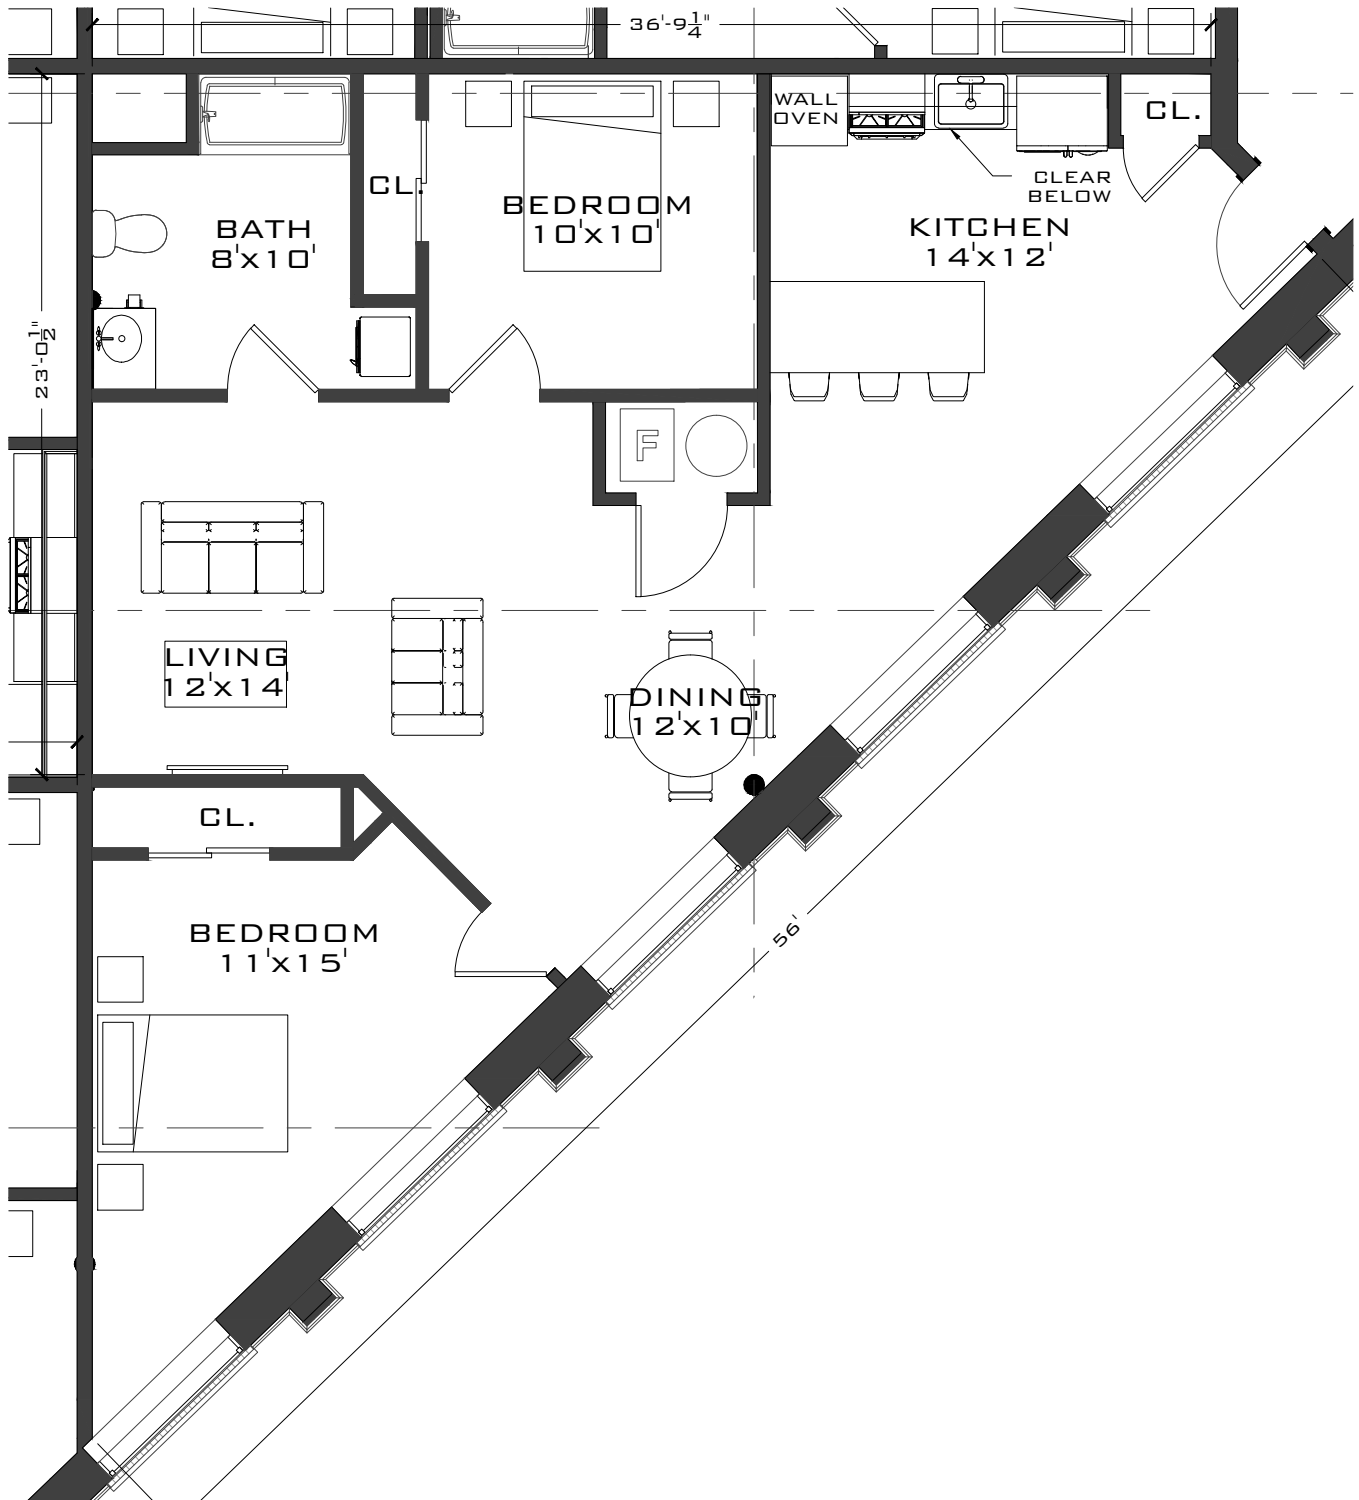 36'-9 1/4"
WALL
OVEN
CL.
CL.
CLEAR
BELOW
BEDROOM
10'x10'
BATH
8'x10'
KITCHEN
14'x12'
23'-0 1/2"
F
LIVING
12'x14'
DINING
12'x10'
CL.
56'
BEDROOM
11'x15'